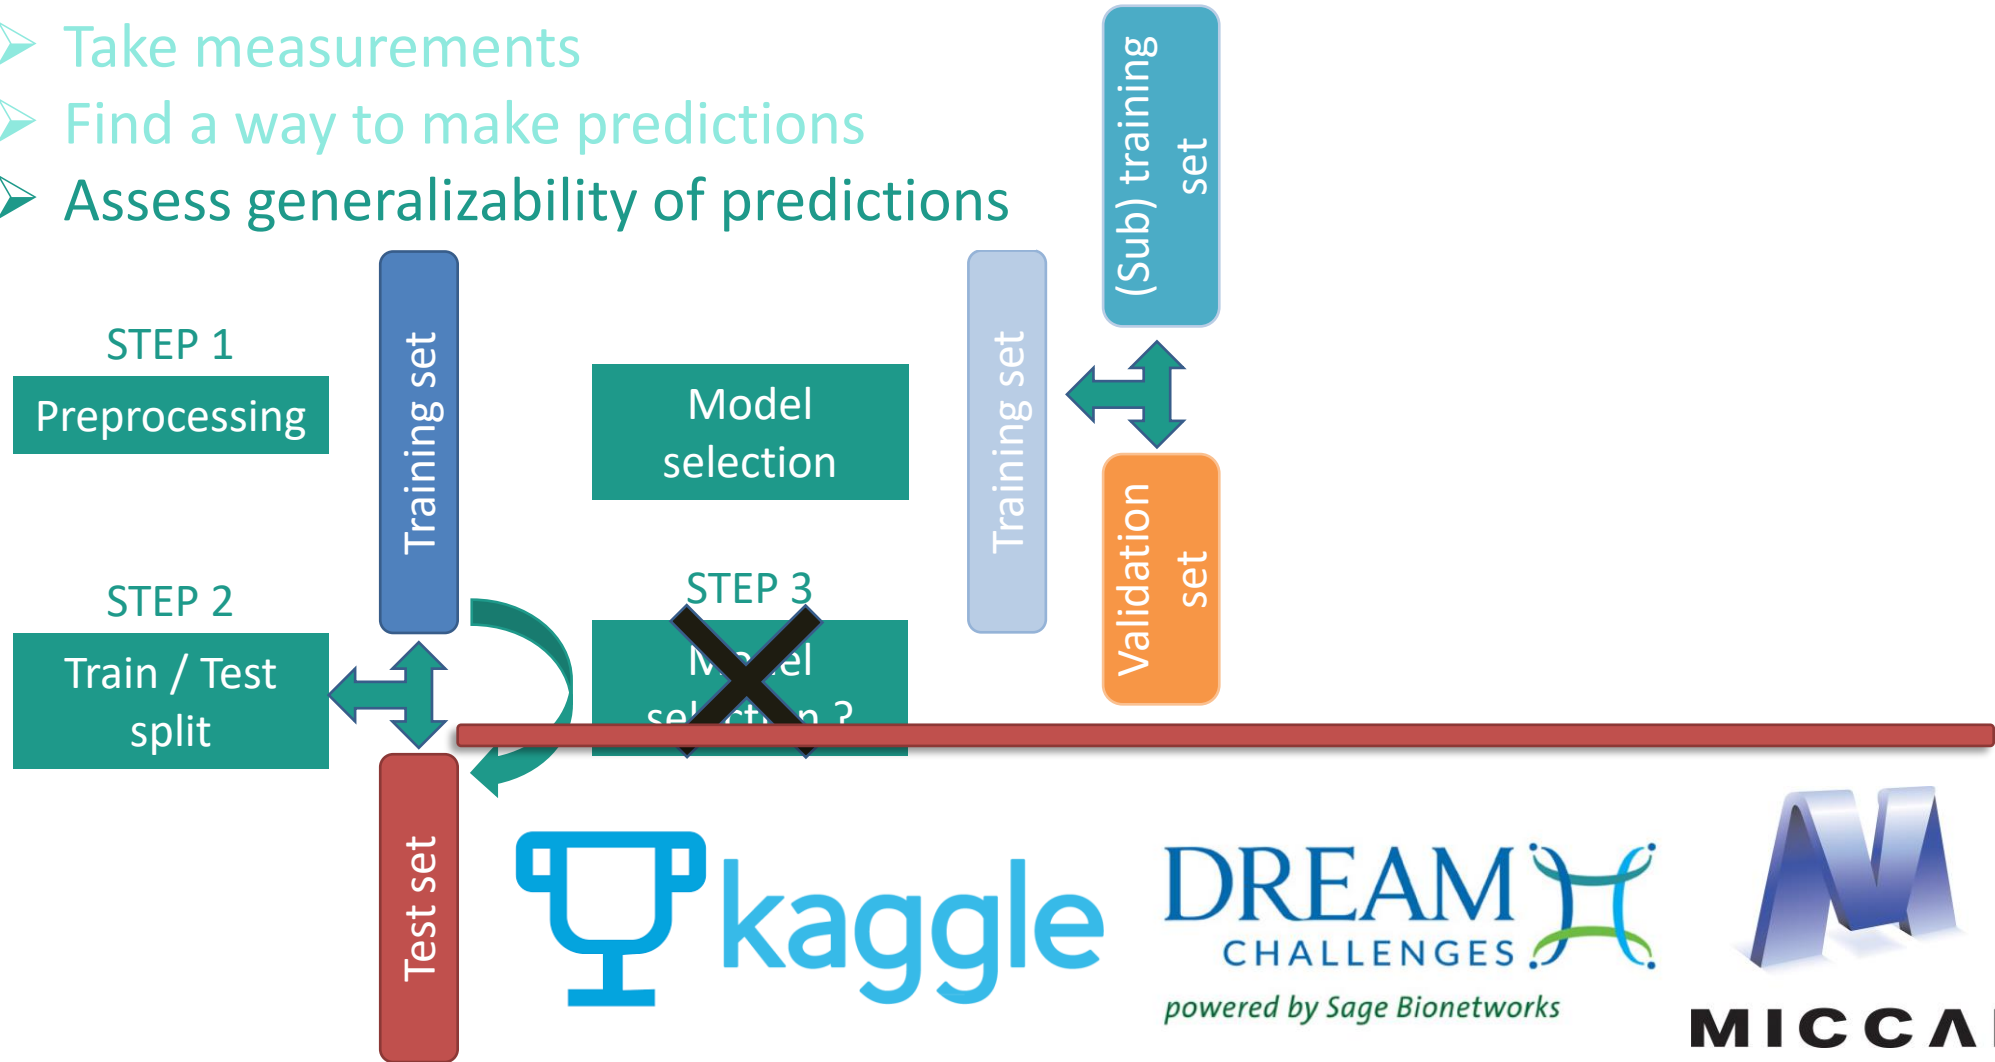 Take measurements
Find a way to make predictions
Assess generalizability of predictions
STEP 1
Preprocessing
STEP 2
Train / Test
split
Training set
Test set
Model
selection
STEP 3
Model
selection ?
Training set
(Sub) training
set
Validation
set
kaggle
DREAM
CHALLENGES
powered by Sage Bionetworks
MICCA